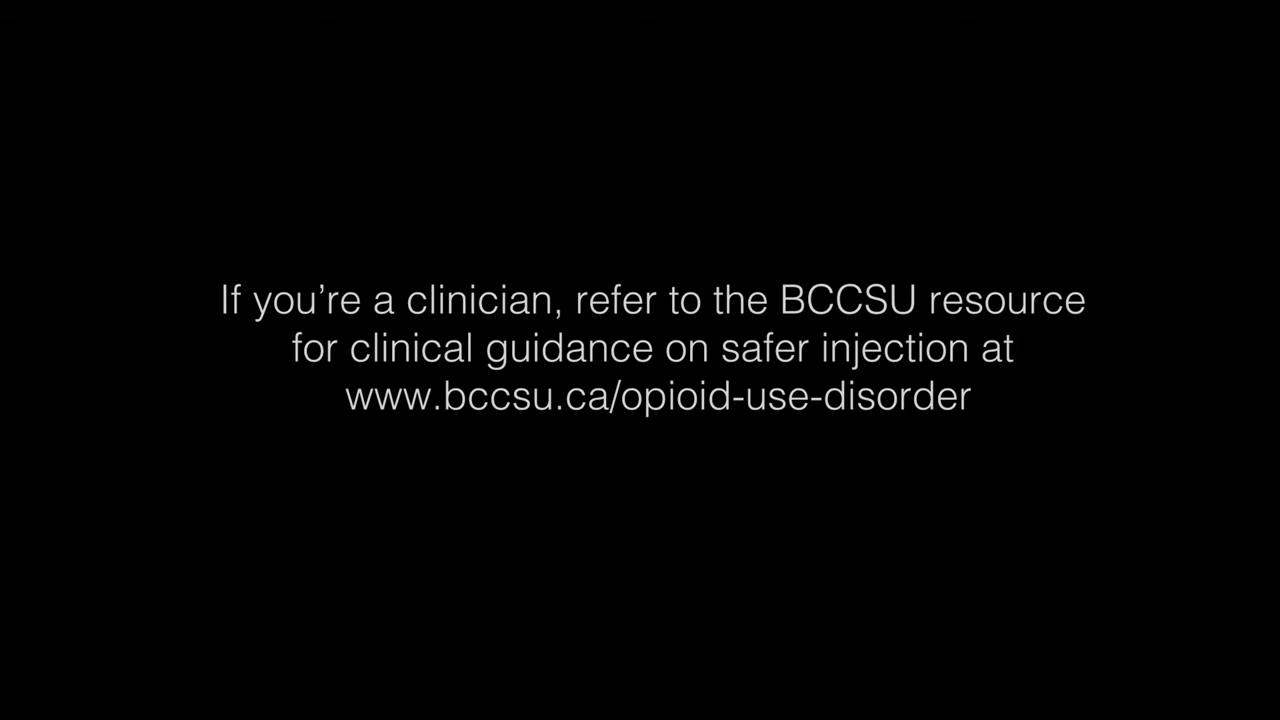 If you’re a clinician, refer to the BCCSU resource
for clinical guidance on safer injection at
www.bccsu.ca/opioid-use-disorder